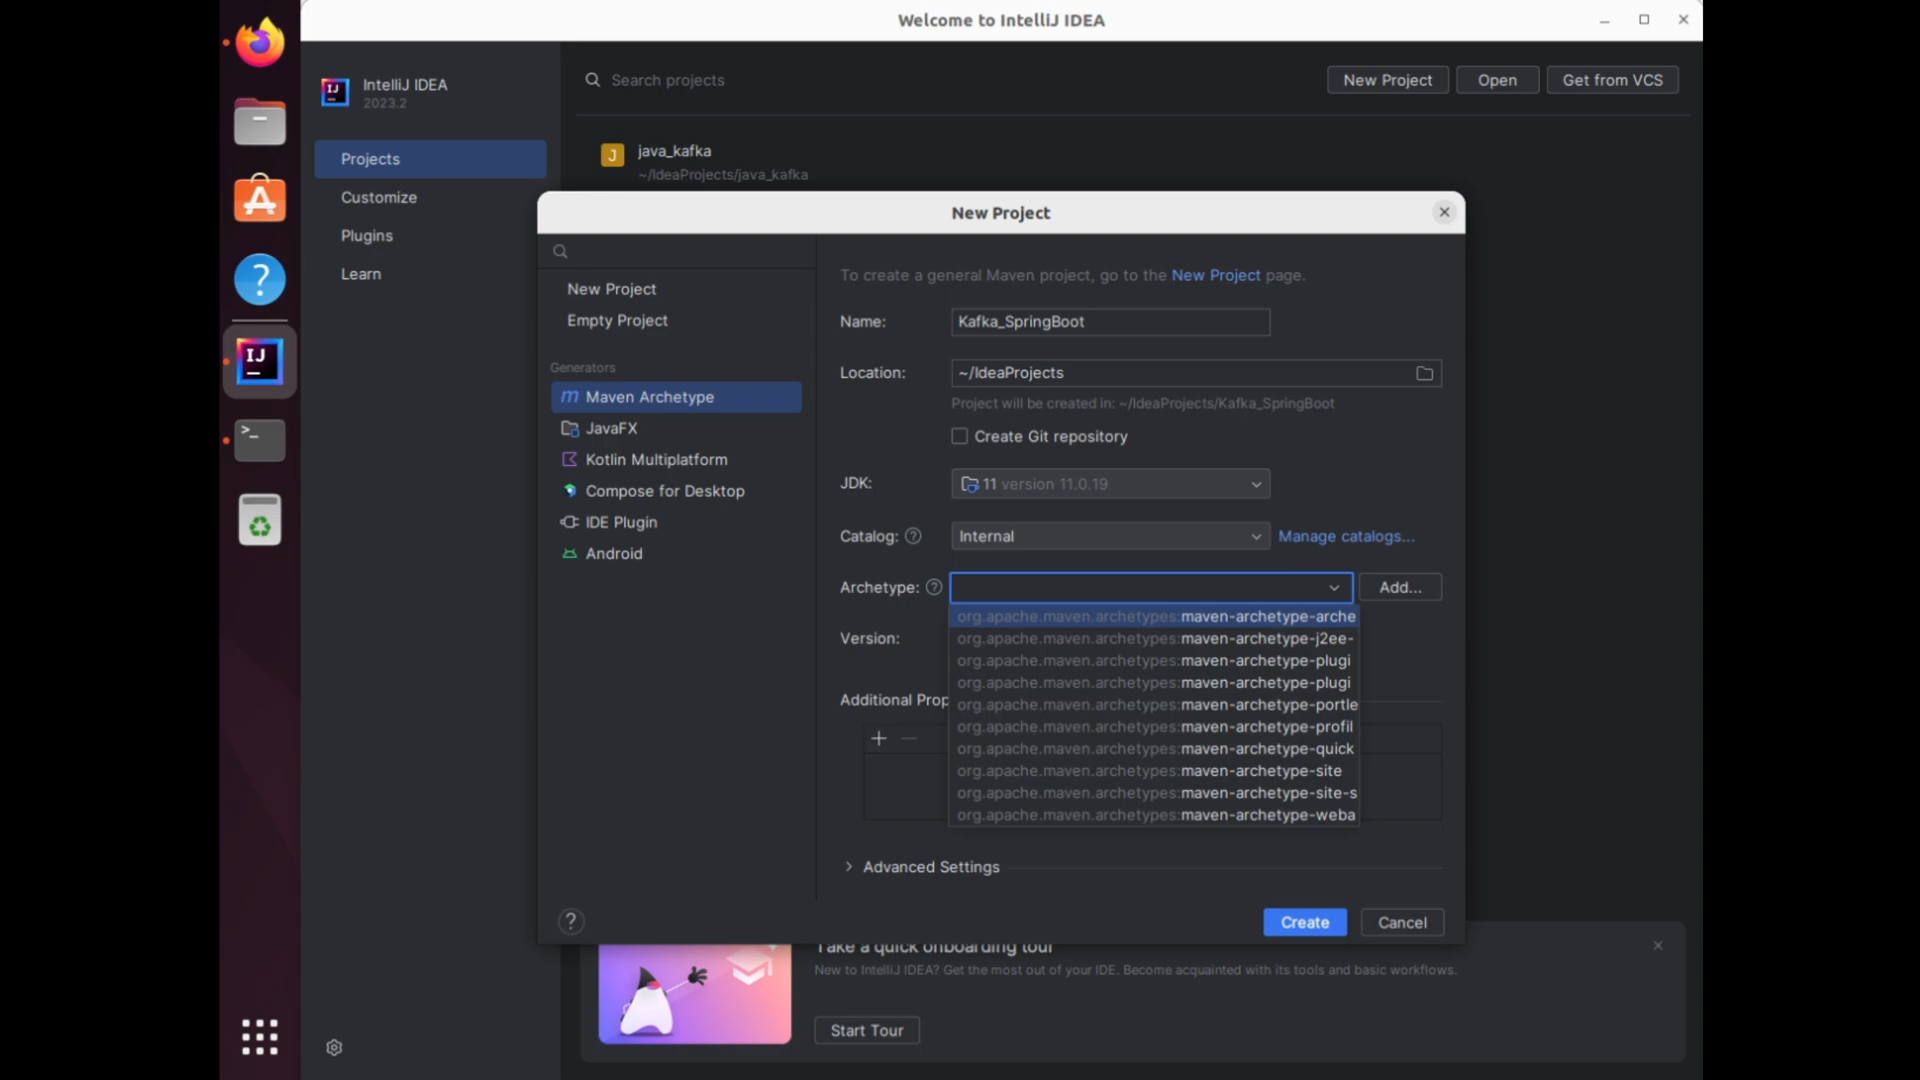 Welcome to IntelliJ IDEA
IntelliJ IDEA
2023.2
Search projects
New Project
Open
Get from VCS
Projects
Customize
Plugins
Learn
J
java_kafka
~/IdeaProjects/java_kafka
New Project
New Project
Empty Project
Generators
Maven Archetype
JavaFX
Kotlin Multiplatform
Compose for Desktop
IDE Plugin
Android
To create a general Maven project, go to the New Project page.
Name: Kafka_SpringBoot
Location: ~/IdeaProjects
Project will be created in: ~/IdeaProjects/Kafka_SpringBoot
Create Git repository
JDK: 11 version 11.0.19
Catalog: ? Internal Manage catalogs...
Archetype: ? Add...
org.apache.maven.archetypes:maven-archetype-arche
Version:
org.apache.maven.archetypes:maven-archetype-j2ee-
org.apache.maven.archetypes:maven-archetype-plugi
org.apache.maven.archetypes:maven-archetype-plugi
Additional Prop
org.apache.maven.archetypes:maven-archetype-portle
org.apache.maven.archetypes:maven-archetype-profil
org.apache.maven.archetypes:maven-archetype-quick
org.apache.maven.archetypes:maven-archetype-site
org.apache.maven.archetypes:maven-archetype-site-s
org.apache.maven.archetypes:maven-archetype-weba
Advanced Settings
?
Create
Cancel
Take a quick onboarding tour
New to IntelliJ IDEA? Get the most out of your IDE. Become acquainted with its tools and basic workflows.
Start Tour